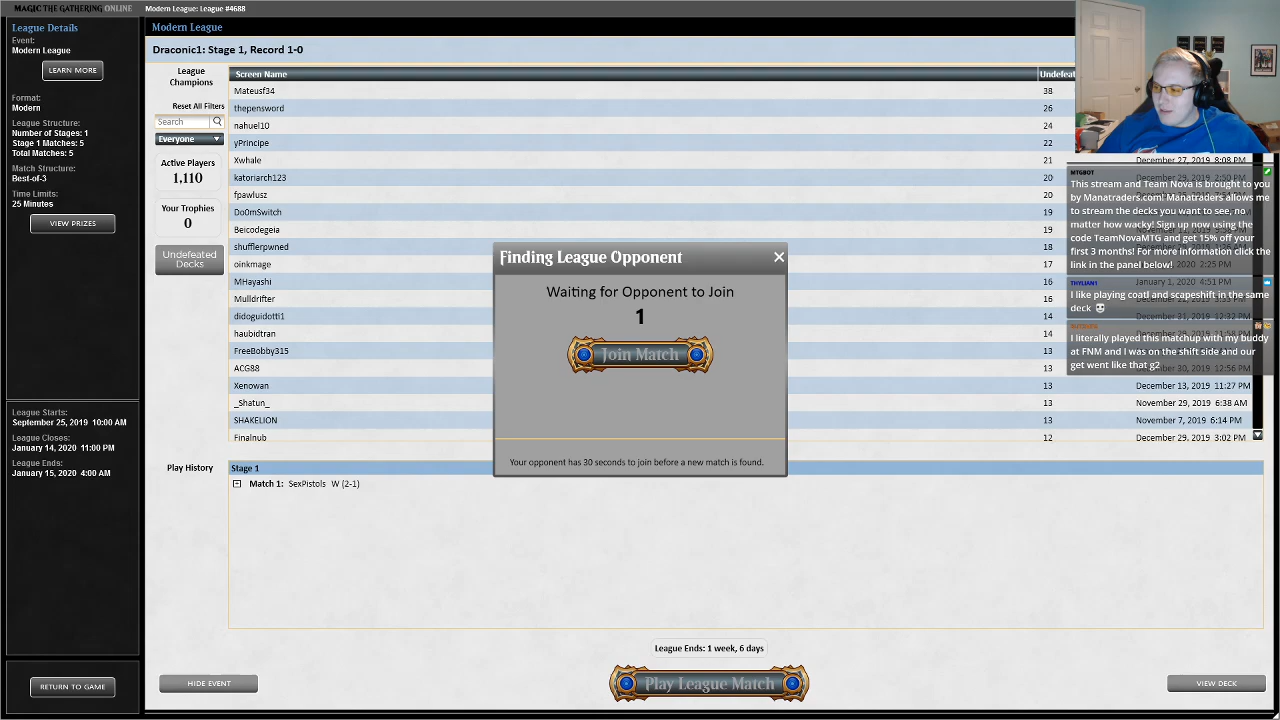 MAGIC THE GATHERING ONLINE
Modern League: League #4688
League Details
Event:
Modern League
LEARN MORE
Format:
Modern
League Structure:
Number of Stages: 1
Stage 1 Matches: 5
Total Matches: 5
Match Structure:
Best-of-3
Time Limits:
25 Minutes
VIEW PRIZES
League Starts:
September 25, 2019 10:00 AM
League Closes:
January 14, 2020 11:00 PM
League Ends:
January 15, 2020 4:00 AM
RETURN TO GAME
Modern League
Draconic1: Stage 1, Record 1-0
League
Champions
Reset All Filters
Search
Everyone
Active Players
1,110
Your Trophies
0
Undefeated
Decks
Screen Name Undefeat
Mateusf34 38
thepensword 26
nahuel10 24
yPrincipe 22
Xwhale 21 December 27, 2019 8:08 PM
katoriarch123 20
fpawlusz 20
Do0mSwitch 19
Beicodegeia 19
shufflerpwned 18
oinkmage 17
MHayashi 16 January 1, 2020 4:51 PM
Mulldrifter 16
didoguidotti1 14
haubidtran 14
FreeBobby315 13
ACG88 13
Xenowan 13 December 13, 2019 11:27 PM
_Shatun_ 13 November 29, 2019 6:38 AM
SHAKELION 13 November 7, 2019 6:14 PM
Finalnub 12 December 29, 2019 3:02 PM
Finding League Opponent
Waiting for Opponent to Join
1
Join Match
Your opponent has 30 seconds to join before a new match is found.
MTGBOT
This stream and Team Nova is brought to you
by Manatraders.com! Manatraders allows me
to stream the decks you want to see, no
matter how wacky! Sign up now using the
code TeamNovaMTG and get 15% off your
first 3 months! For more information click the
link in the panel below!
THYLIAN1
I like playing coatl and scapeshift in the same
deck
I literally played this matchup with my buddy
at FNM and I was on the shift side and our
get went like that g2
Play History
Stage 1
Match 1: SexPistols W (2-1)
League Ends: 1 week, 6 days
HIDE EVENT
Play League Match
VIEW DECK